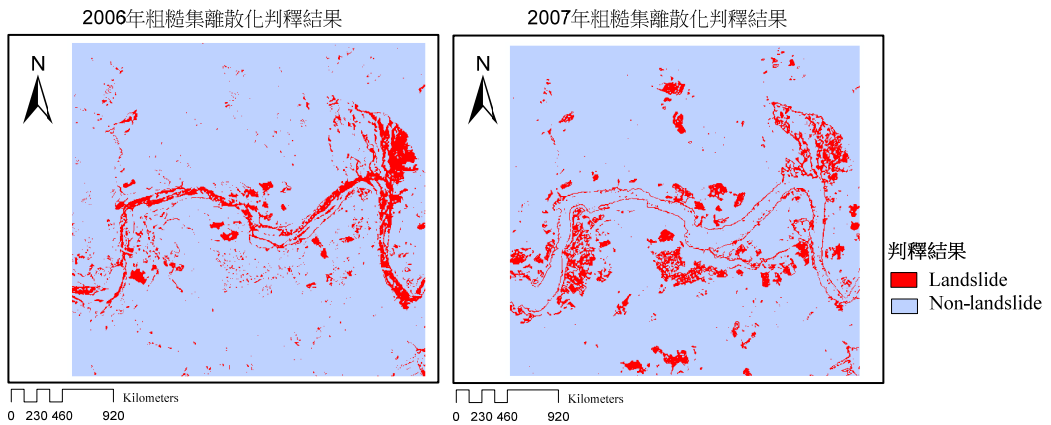 2006年粗糙集離散化判釋結果
2007年粗糙集離散化判釋結果
N
N
判釋結果
Landslide
Non-landslide
Kilometers
0 230 460 920
Kilometers
0 230 460 920